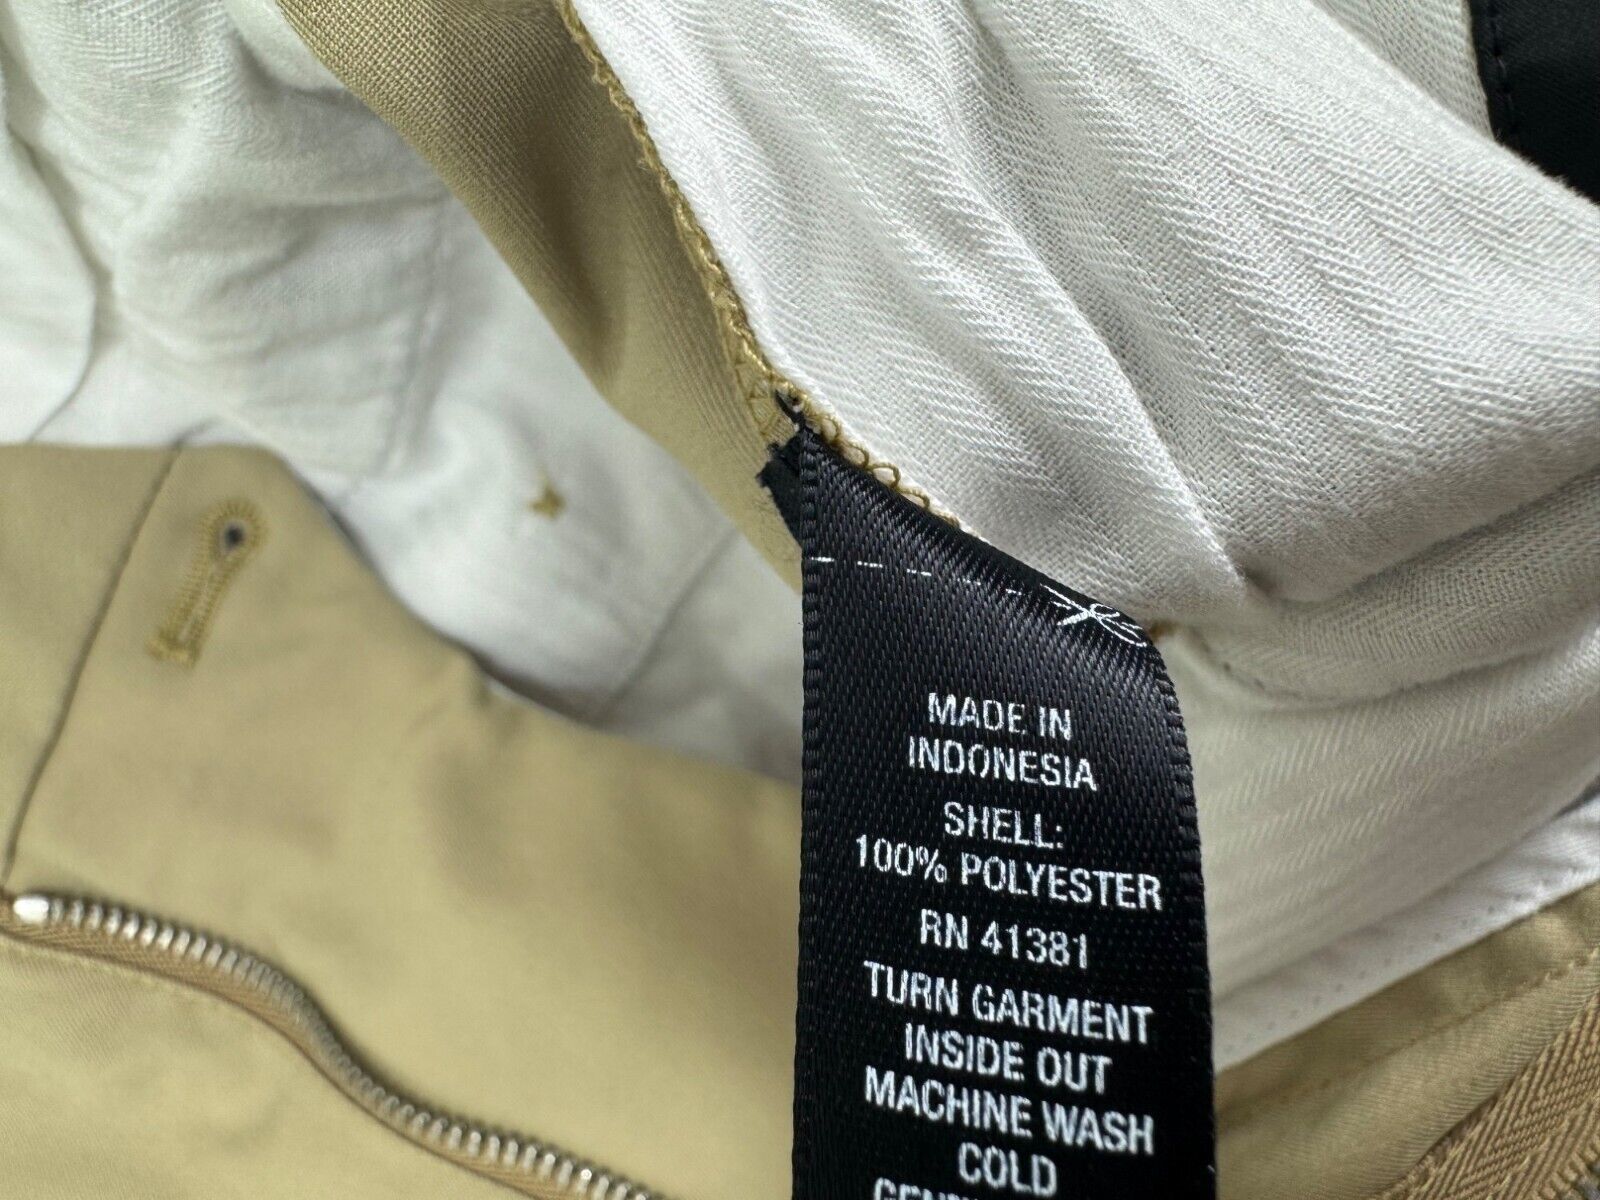 MADE IN
INDONESIA
SHELL:
100% POLYESTER
RN 41381
TURN GARMENT
INSIDE OUT
MACHINE WASH
COLD